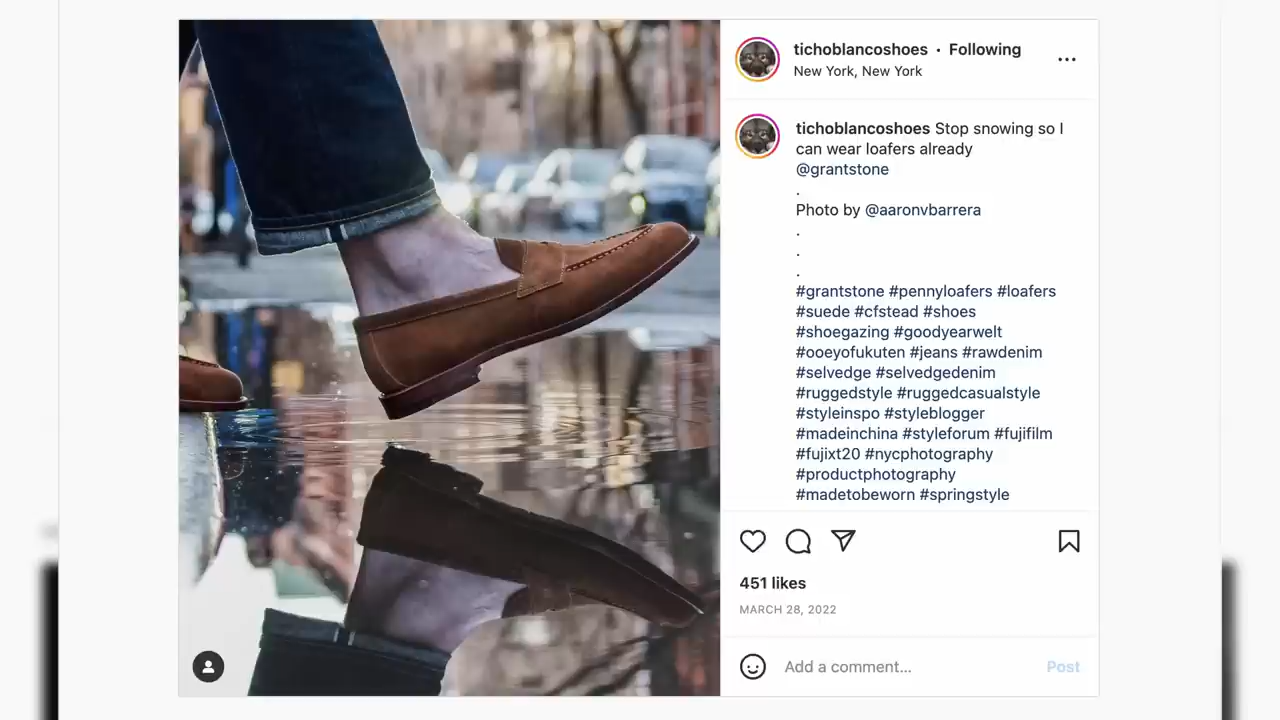 tichoblancoshoes • Following
New York, New York
tichoblancoshoes Stop snowing so I
can wear loafers already
@grantstone
.
Photo by @aaronvbarrera
.
.
.
#grantstone #pennyloafers #loafers
#suede #cfstead #shoes
#shoegazing #goodyearwelt
#ooeyofukuten #jeans #rawdenim
#selvedge #selvedgedenim
#ruggedstyle #ruggedcasualstyle
#styleinspo #styleblogger
#madeinchina #styleforum #fujifilm
#fujixt20 #nycphotography
#productphotography
#madetobeworn #springstyle
451 likes
MARCH 28, 2022
Add a comment... Post